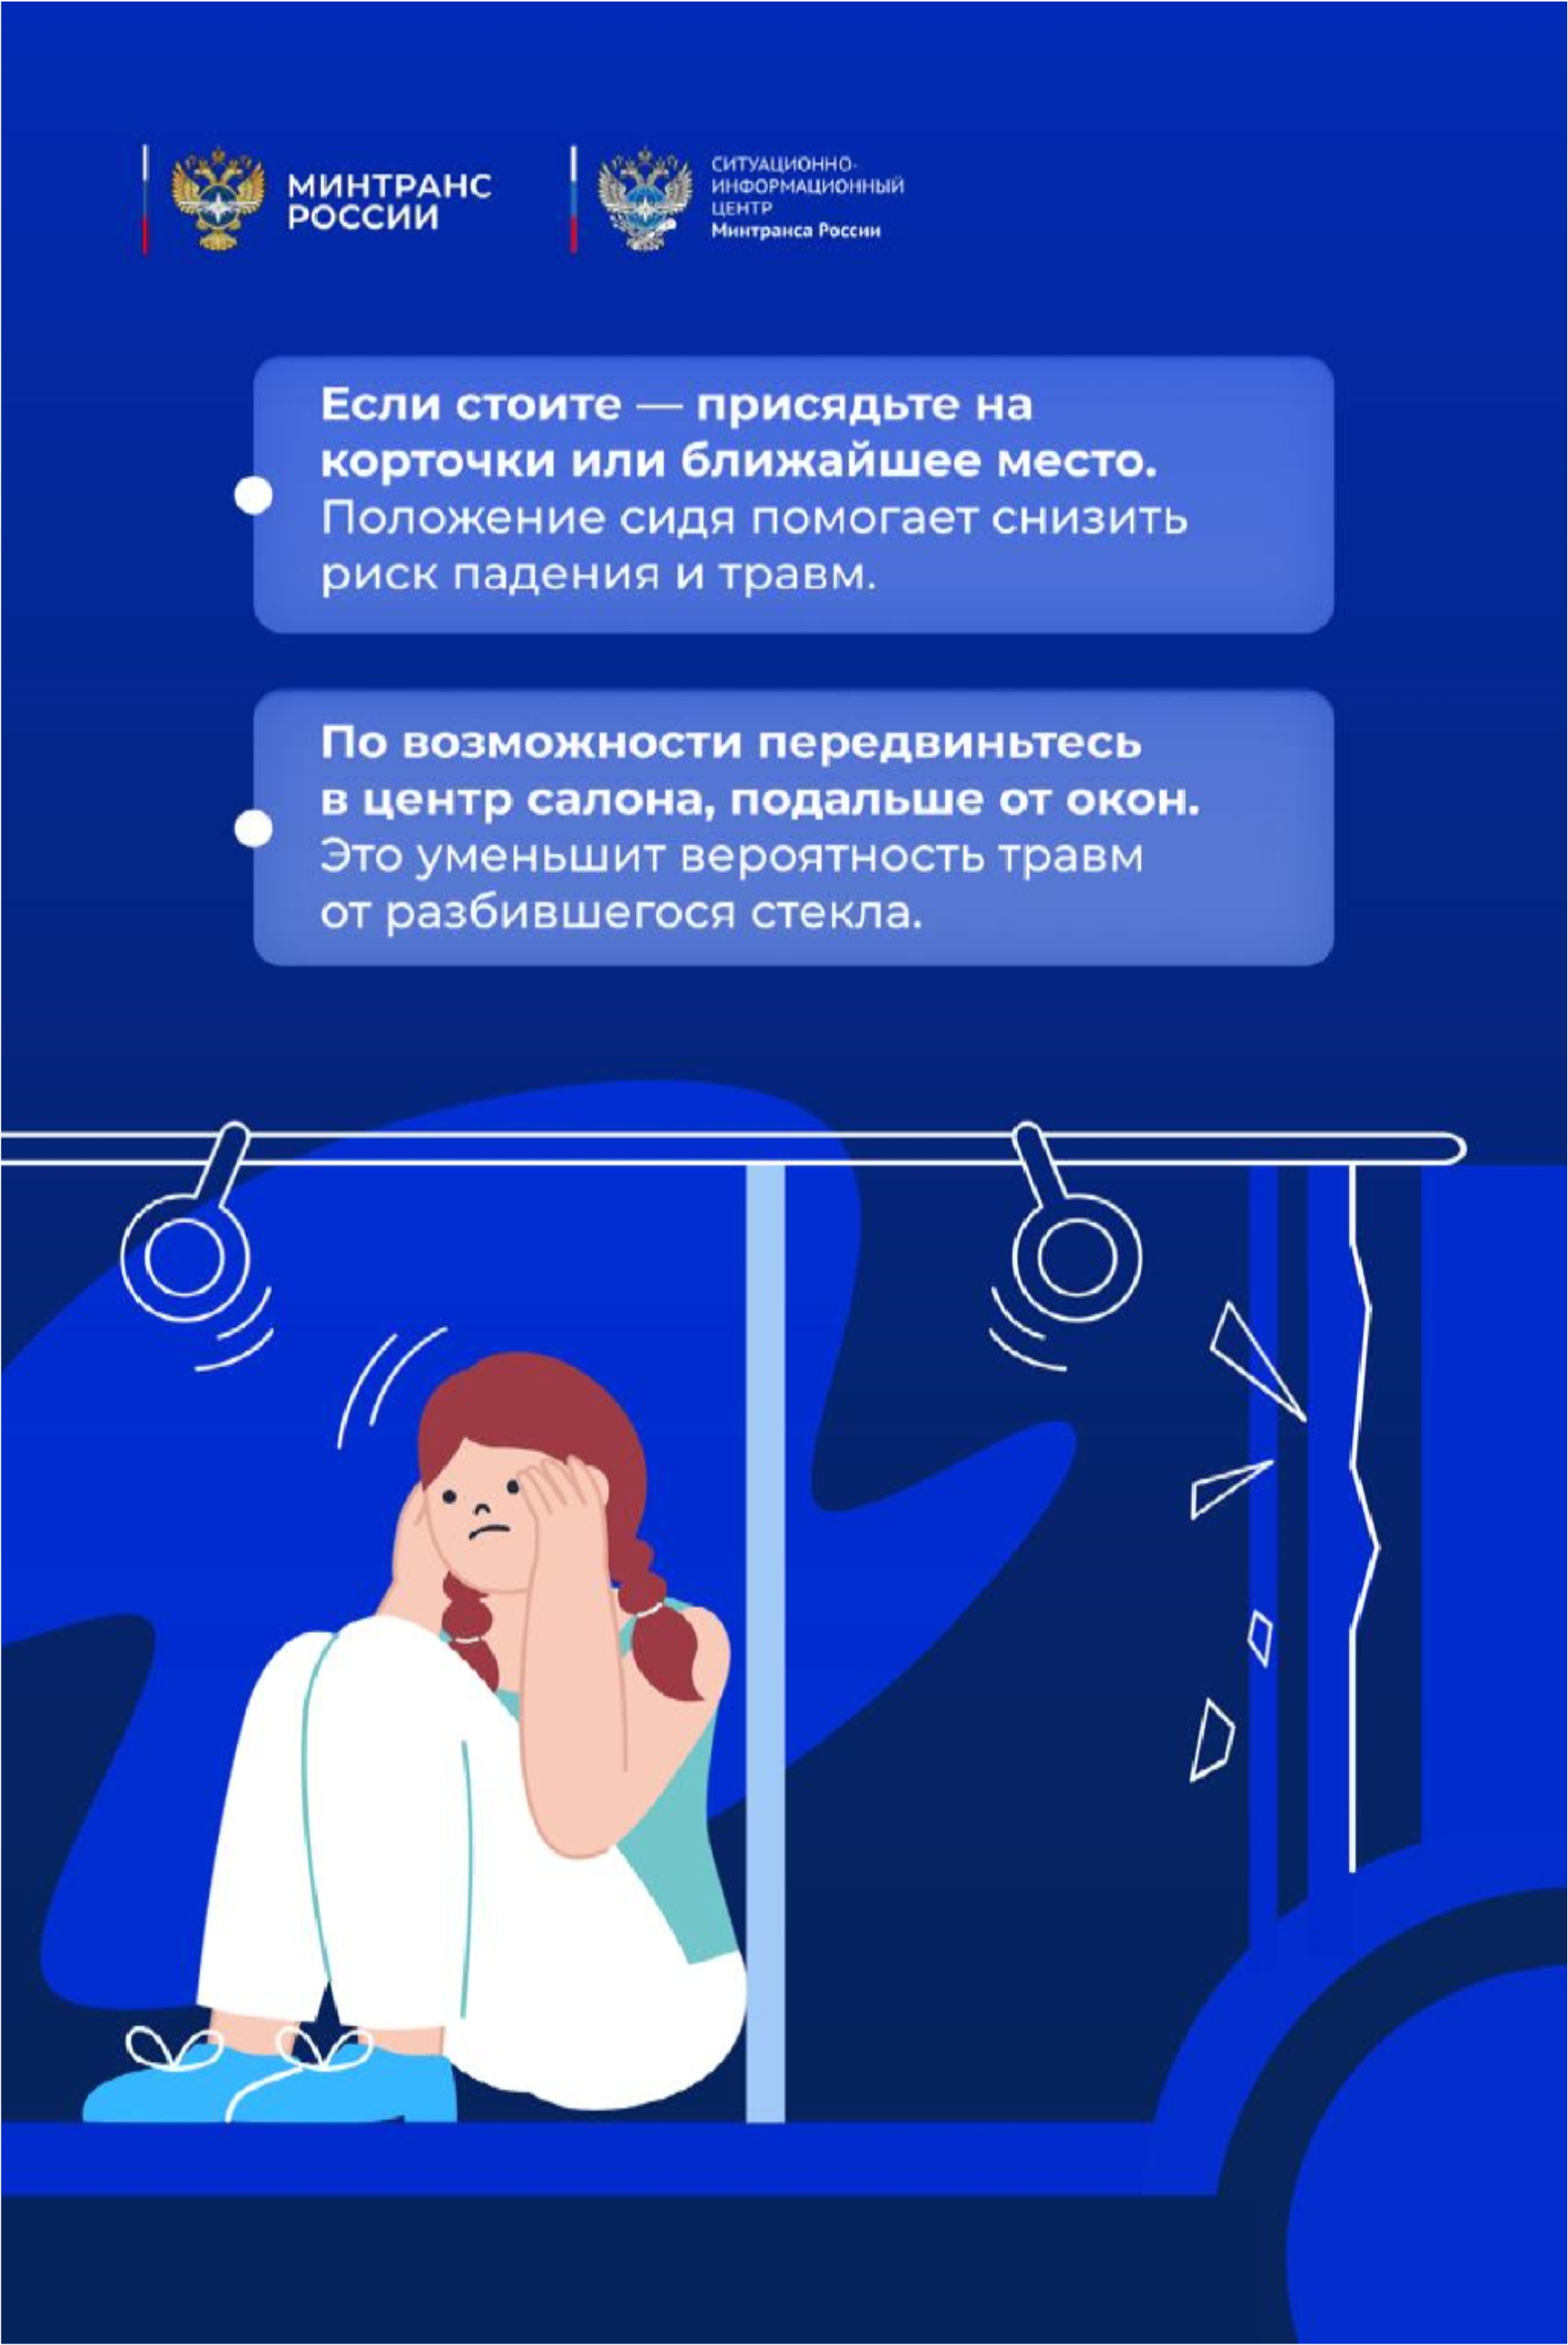 МИНТРАНС
РОССИИ
СИТУАЦИОННО-
ИНФОРМАЦИОННЫЙ
ЦЕНТР
Минтранса России
Если стоите — присядьте на
корточки или ближайшее место.
Положение сидя помогает снизить
риск падения и травм.
По возможности передвиньтесь
в центр салона, подальше от окон.
Это уменьшит вероятность травм
от разбившегося стекла.